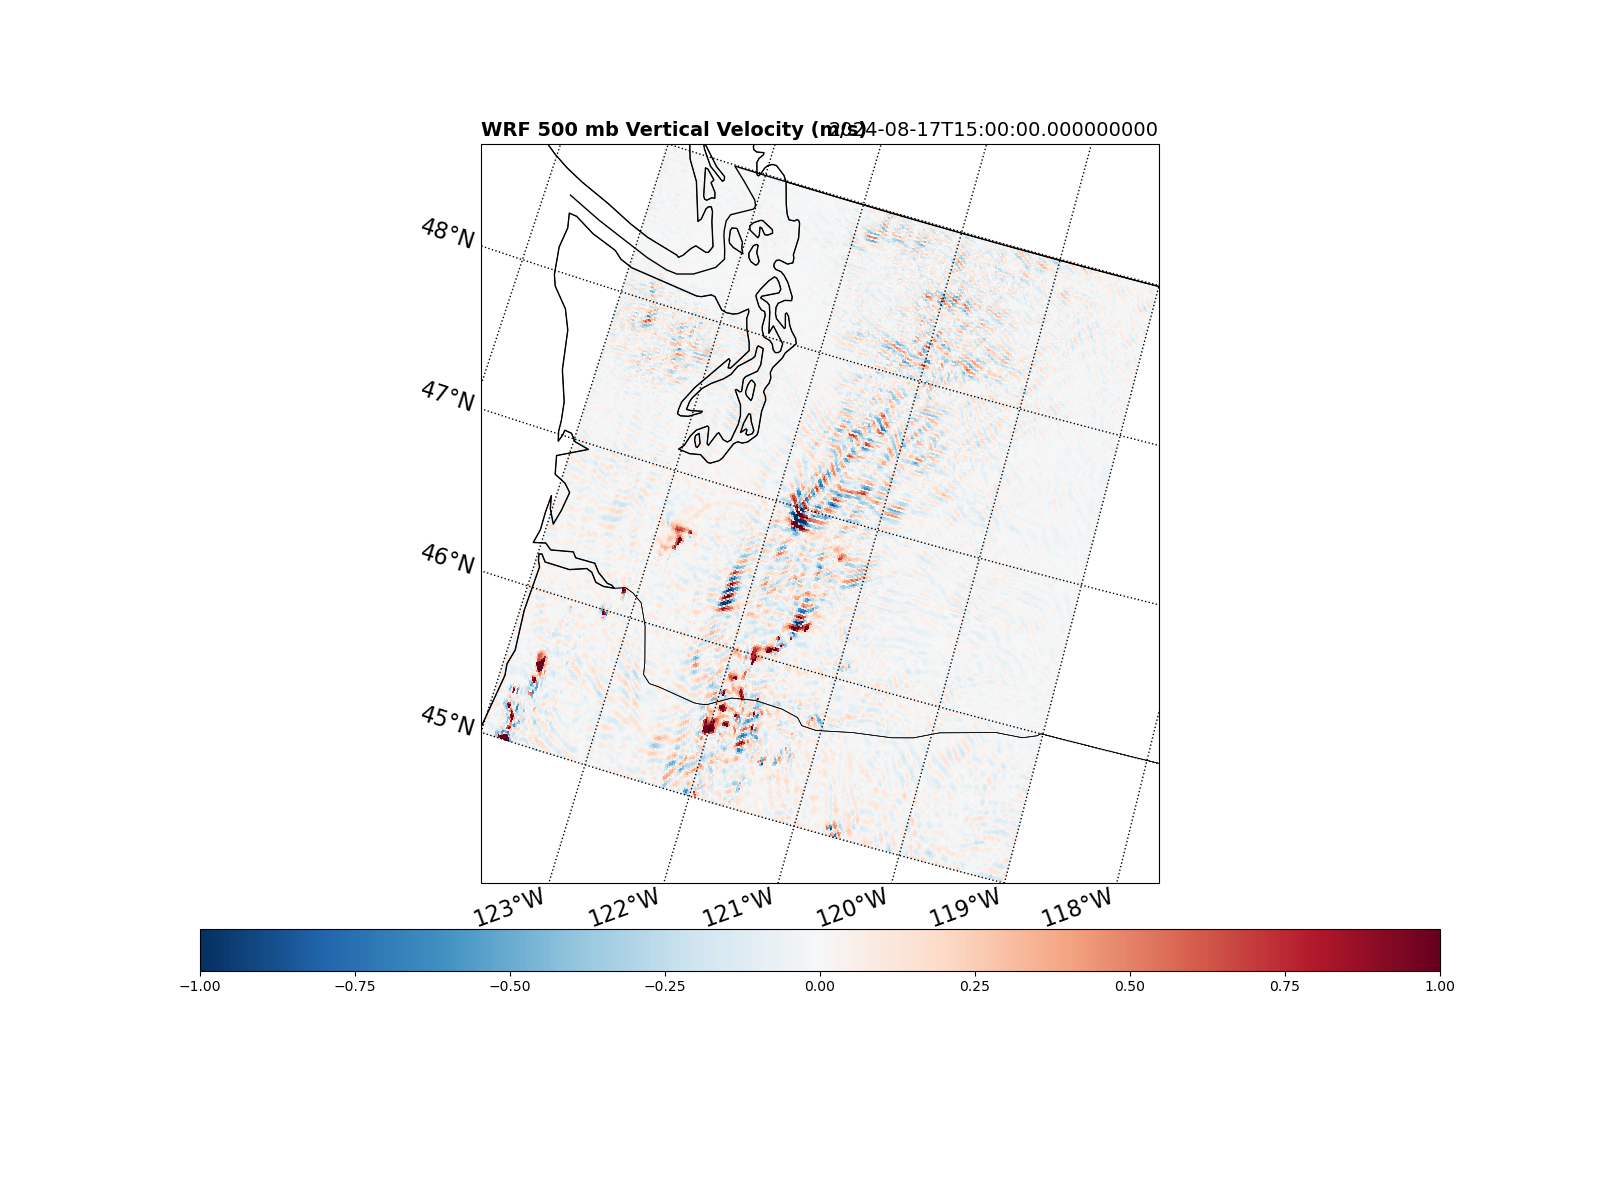 WRF 500 mb Vertical Velocity (m/s) 2024-08-17T15:00:00.000000000
48°N
47°N
46°N
45°N
123°W 122°W 121°W 120°W 119°W 118°W
−1.00 −0.75 −0.50 −0.25 0.00 0.25 0.50 0.75 1.00